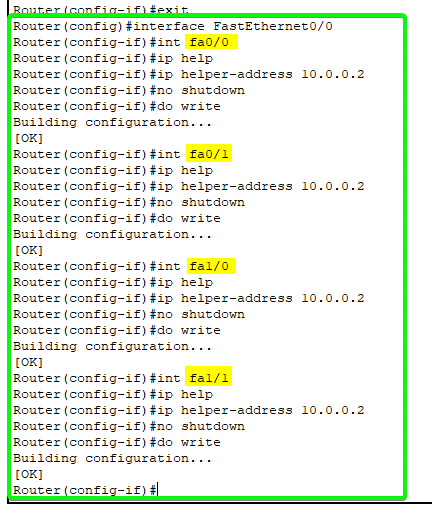 Router(config-if)#exit
Router(config)#interface FastEthernet0/0
Router(config-if)#int fa0/0
Router(config-if)#ip help
Router(config-if)#ip helper-address 10.0.0.2
Router(config-if)#no shutdown
Router(config-if)#do write
Building configuration...
[OK]
Router(config-if)#int fa0/1
Router(config-if)#ip help
Router(config-if)#ip helper-address 10.0.0.2
Router(config-if)#no shutdown
Router(config-if)#do write
Building configuration...
[OK]
Router(config-if)#int fa1/0
Router(config-if)#ip help
Router(config-if)#ip helper-address 10.0.0.2
Router(config-if)#no shutdown
Router(config-if)#do write
Building configuration...
[OK]
Router(config-if)#int fa1/1
Router(config-if)#ip help
Router(config-if)#ip helper-address 10.0.0.2
Router(config-if)#no shutdown
Router(config-if)#do write
Building configuration...
[OK]
Router(config-if)#